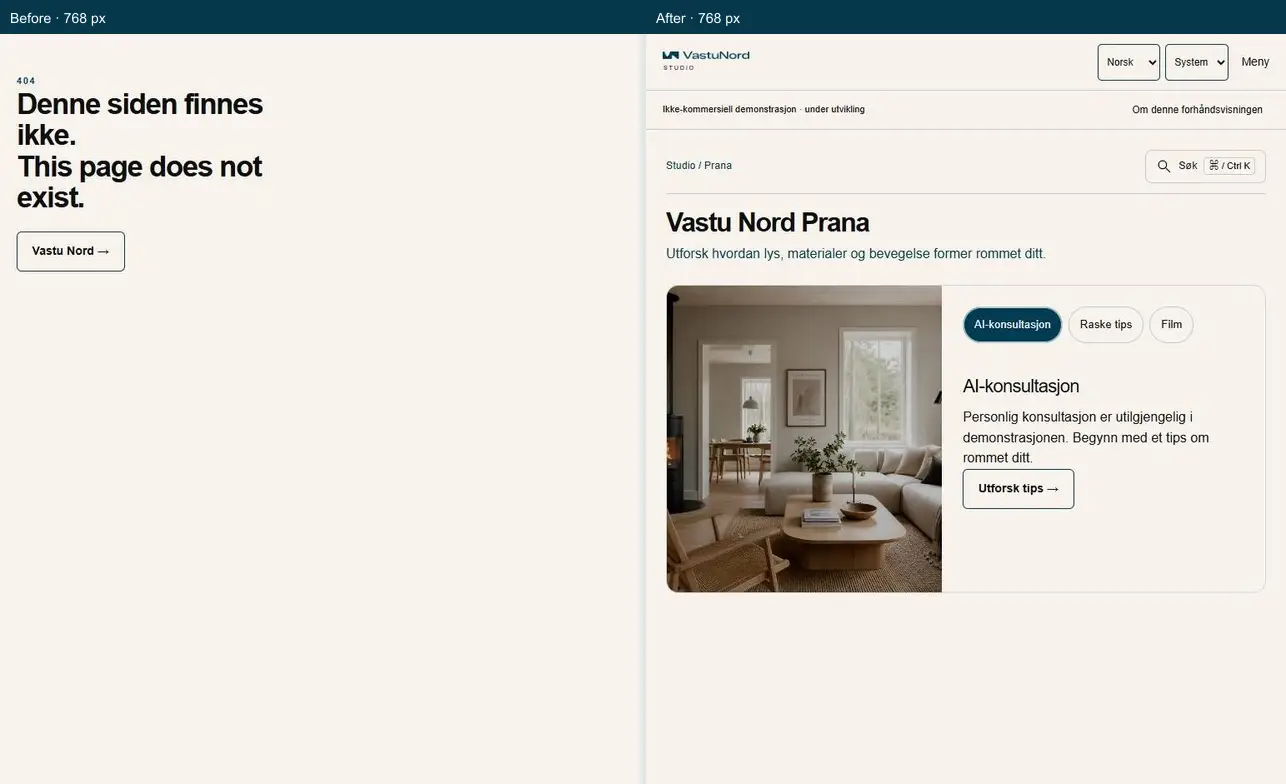 Before · 768 px
404
Denne siden finnes
ikke.
This page does not
exist.
Vastu Nord →
After · 768 px
VastuNord
STUDIO
Norsk
System
Meny
Ikke-kommersiell demonstrasjon · under utvikling
Om denne forhåndsvisningen
Studio / Prana
Søk
⌘ / Ctrl K
Vastu Nord Prana
Utforsk hvordan lys, materialer og bevegelse former rommet ditt.
AI-konsultasjon
Raske tips
Film
AI-konsultasjon
Personlig konsultasjon er utilgjengelig i
demonstrasjonen. Begynn med et tips om
rommet ditt.
Utforsk tips →